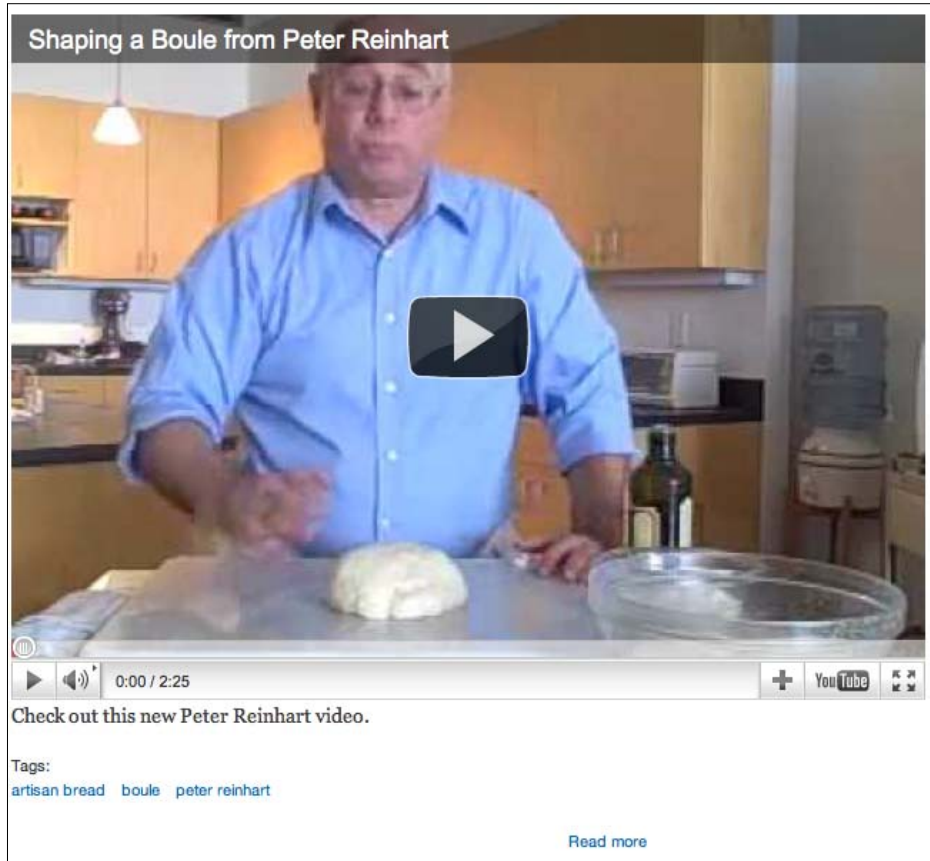 Shaping a Boule from Peter Reinhart
0:00 / 2:25
YouTube
Check out this new Peter Reinhart video.
Tags:
artisan bread boule peter reinhart
Read more